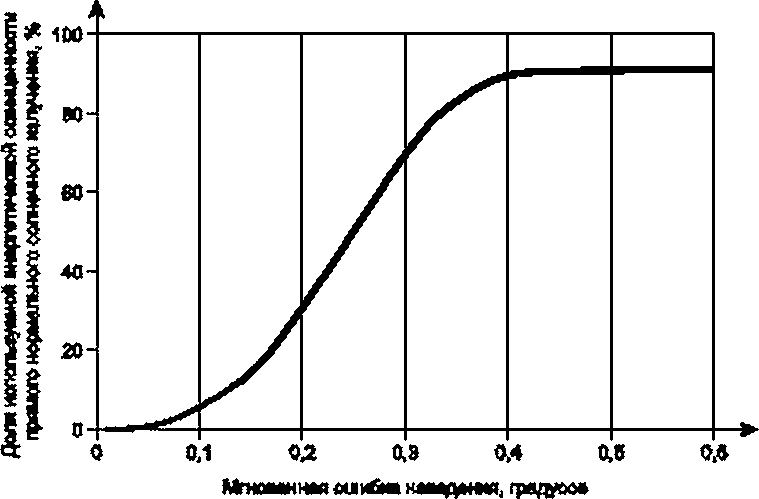 Доля используемой энергетической освещенности
прямого нормального солнечного излучения, %
100
80
60
40
20
0
0 0,1 0,2 0,3 0,4 0,5 0,6
Мгновенная ошибка наведения, градусов